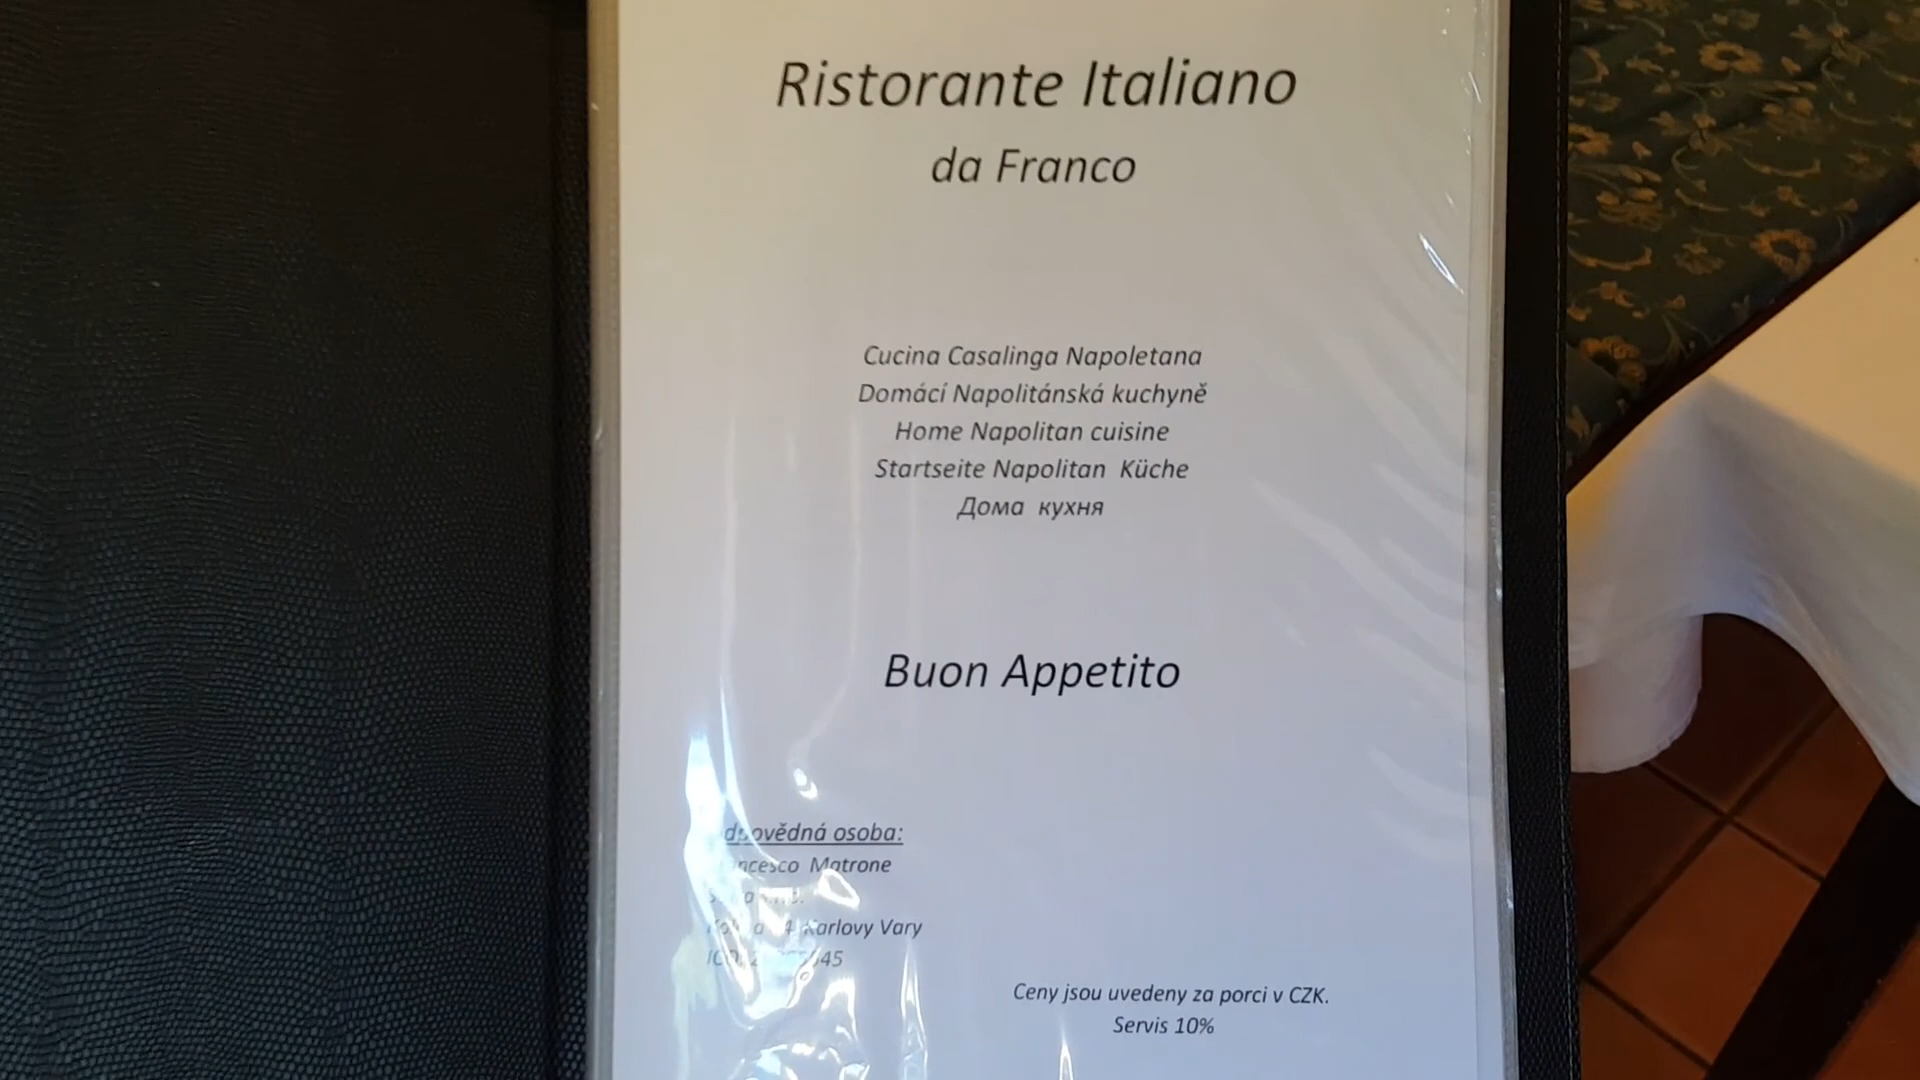 Ristorante Italiano
da Franco
Cucina Casalinga Napoletana
Domácí Napolitánská kuchyně
Home Napolitan cuisine
Startseite Napolitan Küche
Дома кухня
Buon Appetito
osoba:
Matrone
Karlovy Vary
Ceny jsou uvedeny za porci v CZK.
Servis 10%